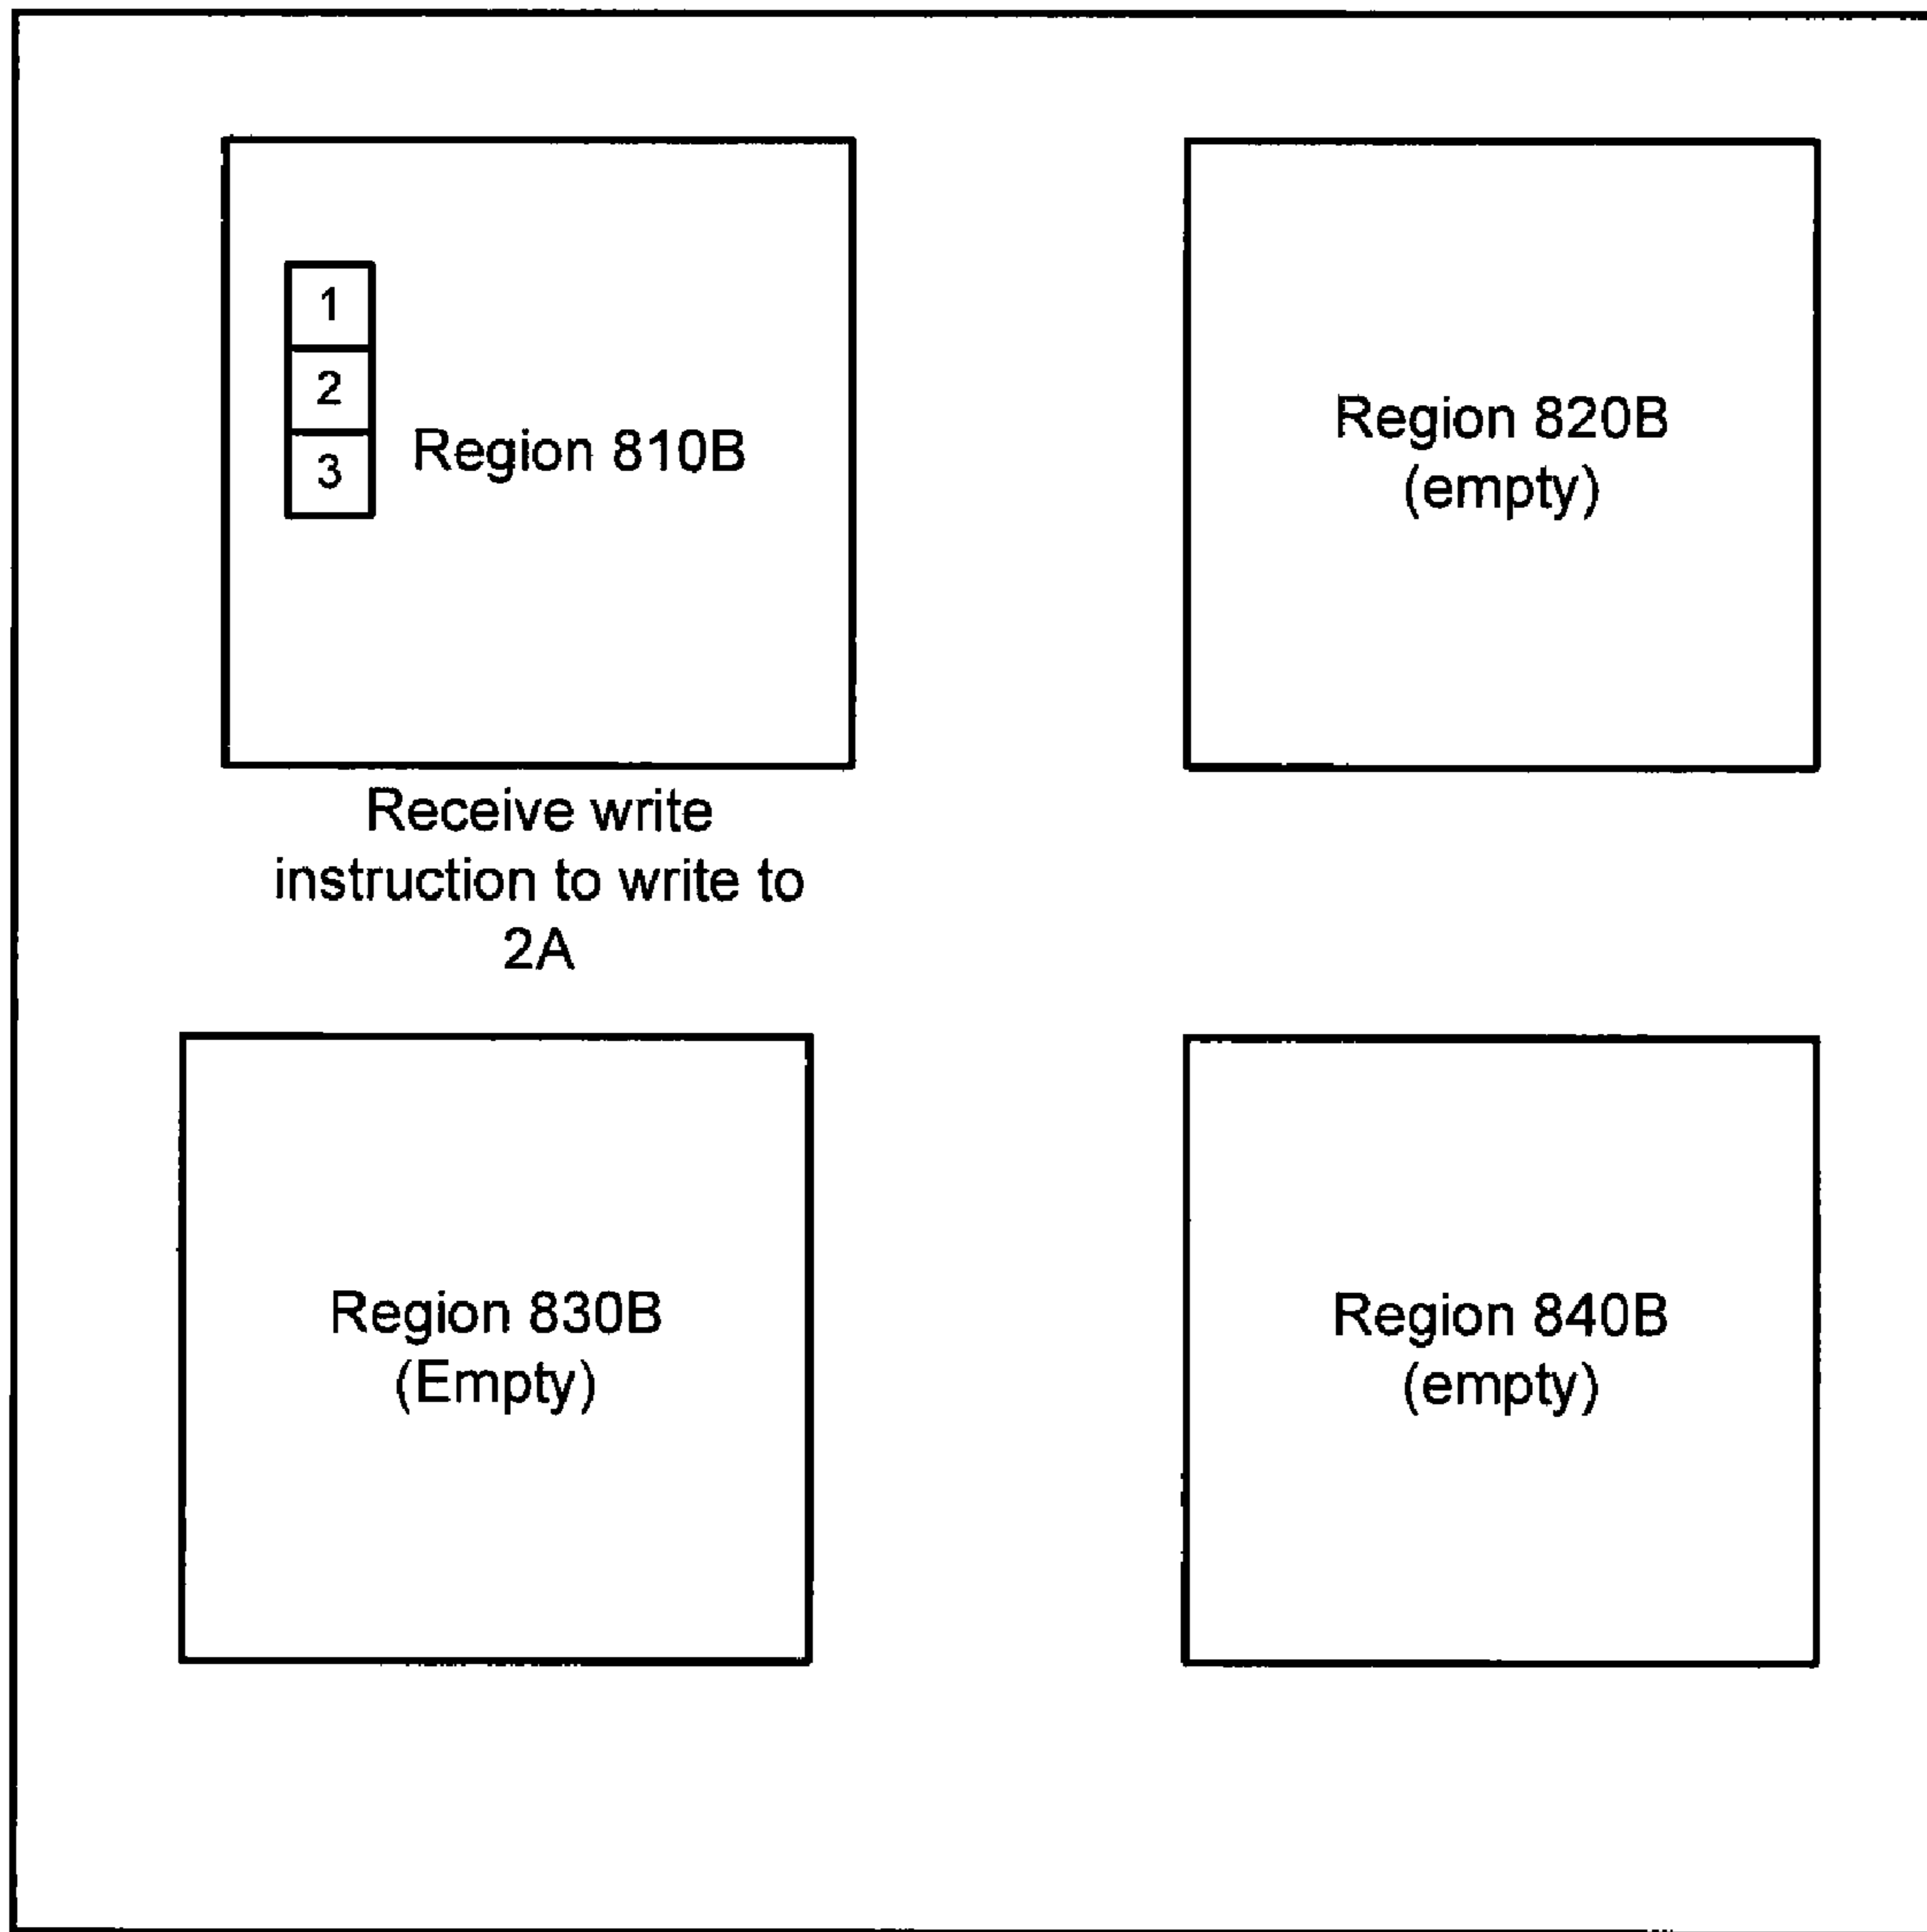 1
2
3
Region 810B
Region 820B
(empty)
Receive write
instruction to write to
2A
Region 830B
(Empty)
Region 840B
(empty)